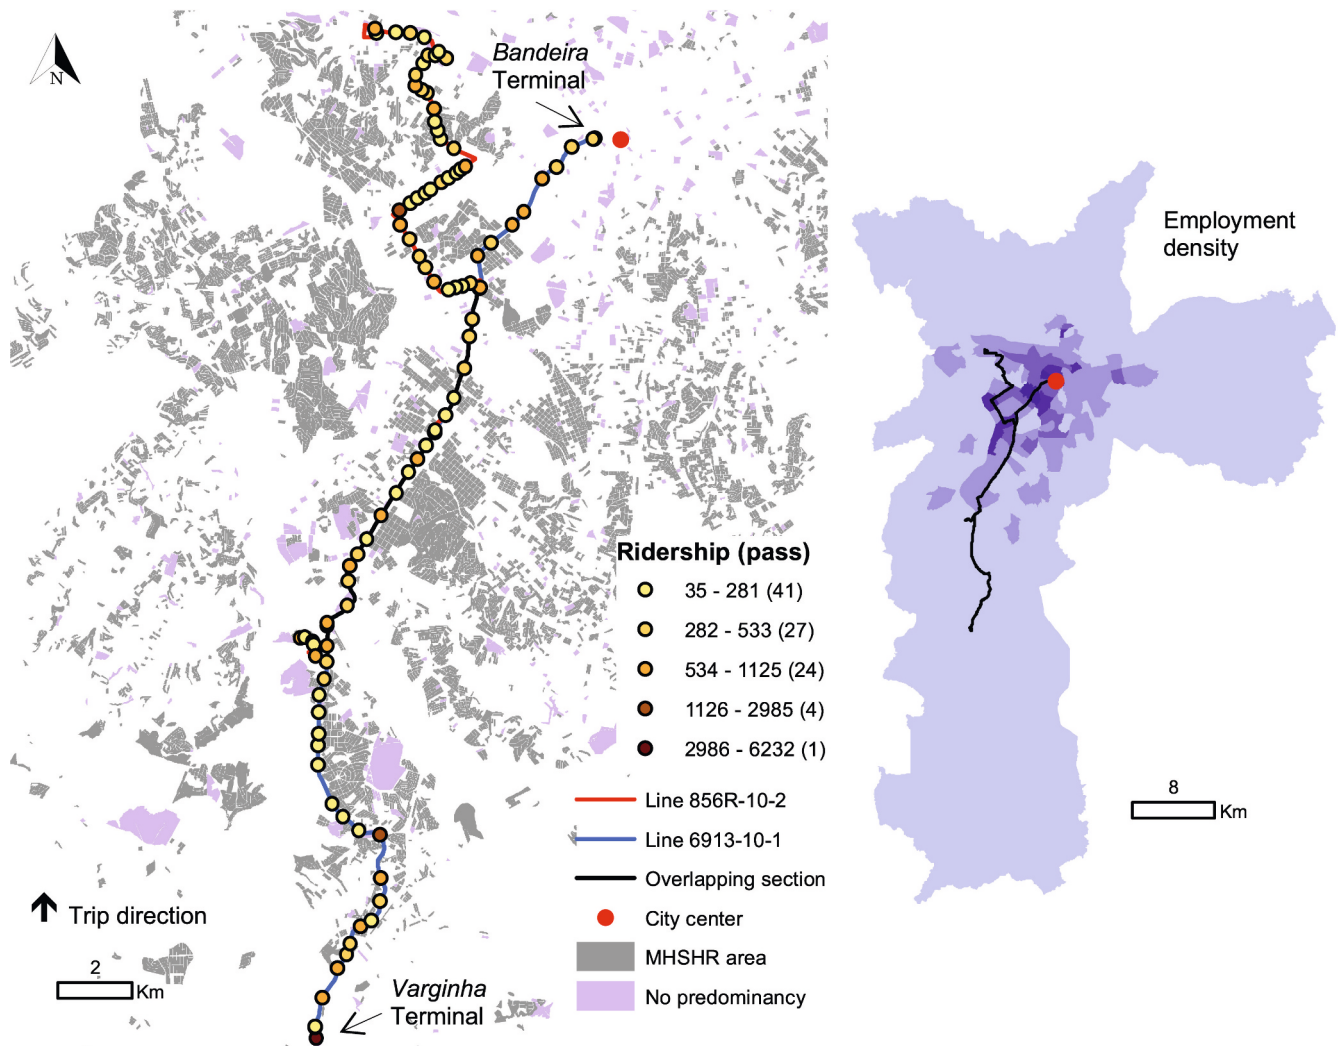 N
Bandeira
Terminal
Employment
density
Ridership (pass)
35 - 281 (41)
282 - 533 (27)
534 - 1125 (24)
1126 - 2985 (4)
2986 - 6232 (1)
Line 856R-10-2
Line 6913-10-1
Overlapping section
City center
MHSHR area
No predominancy
8
Km
Trip direction
2
Km
Varginha
Terminal